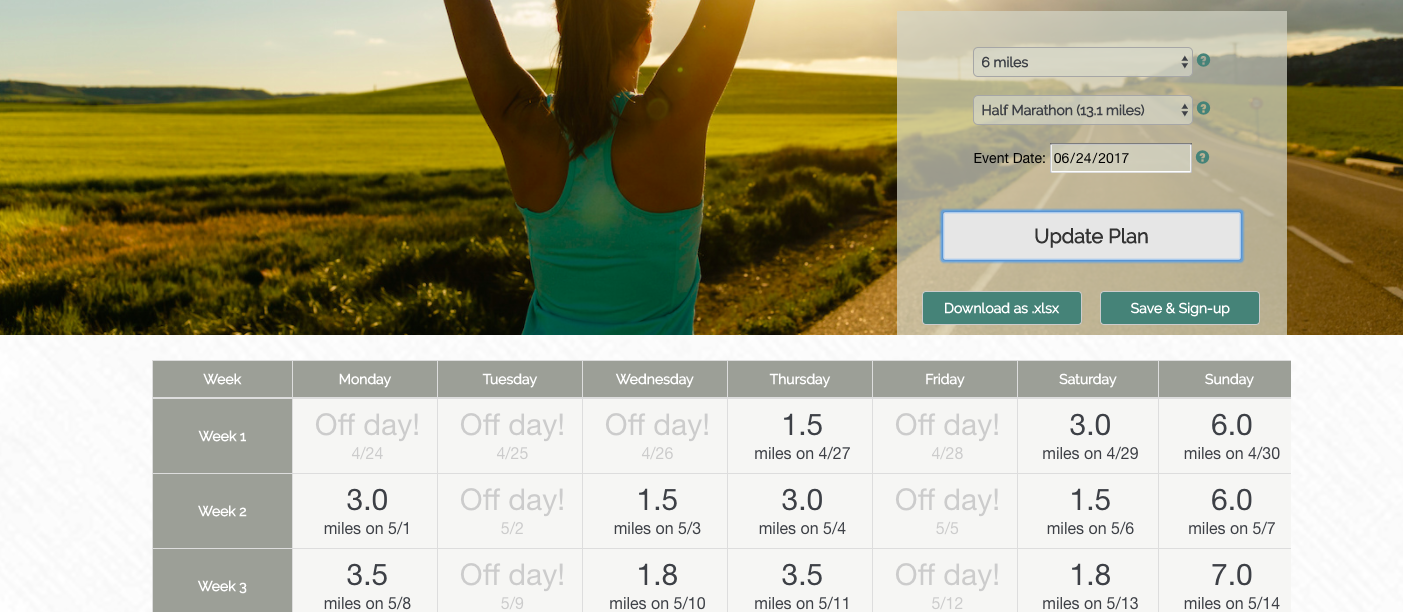 6 miles
Half Marathon (13.1 miles)
Event Date: 06/24/2017
Update Plan
Download as .xlsx Save & Sign-up
Week Monday Tuesday Wednesday Thursday Friday Saturday Sunday
Week 1
Off day! Off day! Off day! 1.5 Off day! 3.0 6.0
4/24 4/25 4/26 miles on 4/27 4/28 miles on 4/29 miles on 4/30
Week 2
3.0 Off day! 1.5 3.0 Off day! 1.5 6.0
miles on 5/1 5/2 miles on 5/3 miles on 5/4 5/5 miles on 5/6 miles on 5/7
Week 3
3.5 Off day! 1.8 3.5 Off day! 1.8 7.0
miles on 5/8 5/9 miles on 5/10 miles on 5/11 5/12 miles on 5/13 miles on 5/14